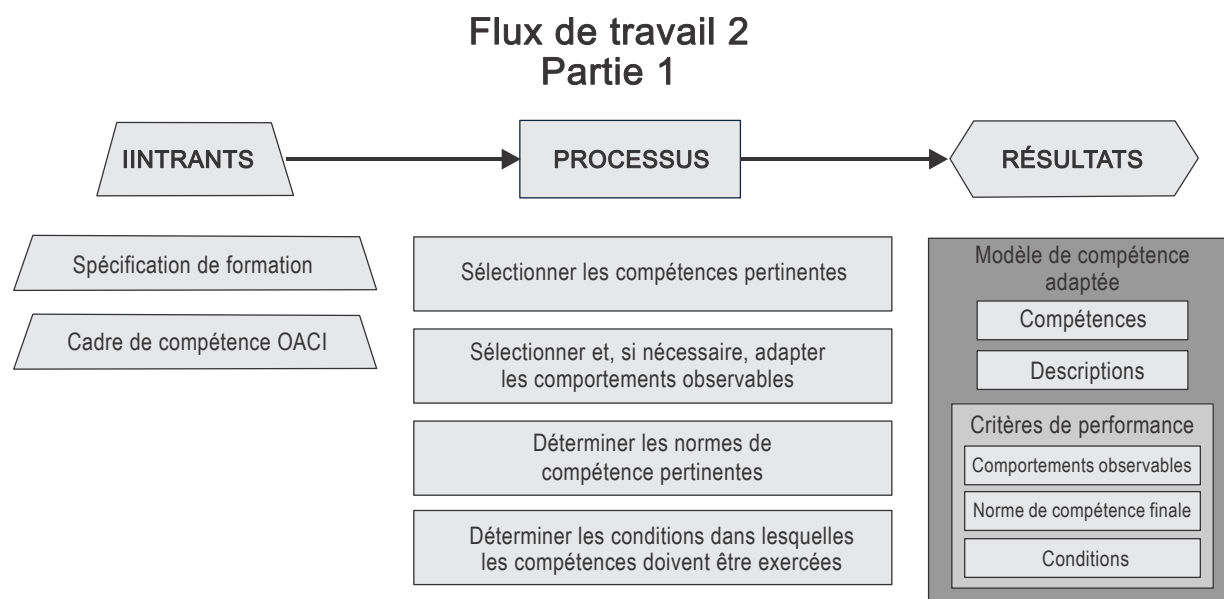 Flux de travail 2
Partie 1
IINTRANTS
PROCESSUS
RÉSULTATS
Spécification de formation
Cadre de compétence OACI
Sélectionner les compétences pertinentes
Sélectionner et, si nécessaire, adapter
les comportements observables
Déterminer les normes de
compétence pertinentes
Déterminer les conditions dans lesquelles
les compétences doivent être exercées
Modèle de compétence
adaptée
Compétences
Descriptions
Critères de performance
Comportements observables
Norme de compétence finale
Conditions